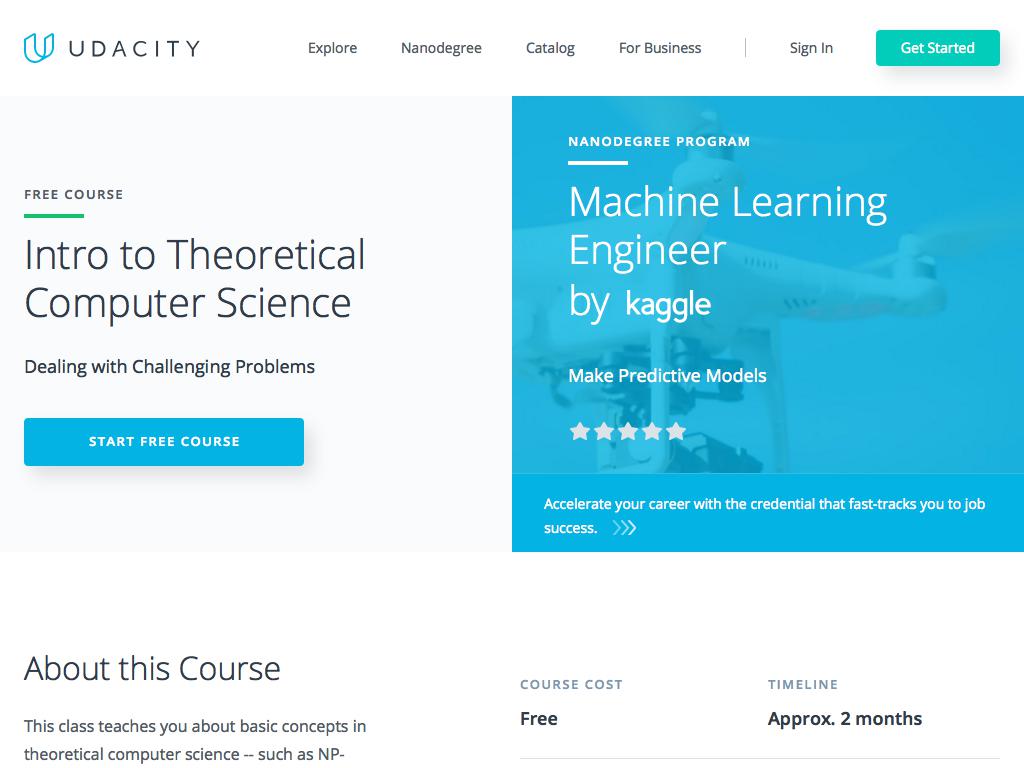 UDACITY
Explore
Nanodegree
Catalog
For Business
Sign In
Get Started
FREE COURSE
Intro to Theoretical
Computer Science
Dealing with Challenging Problems
START FREE COURSE
NANODEGREE PROGRAM
Machine Learning
Engineer
by kaggle
Make Predictive Models
Accelerate your career with the credential that fast-tracks you to job
success.
About this Course
This class teaches you about basic concepts in
theoretical computer science -- such as NP-
COURSE COST
Free
TIMELINE
Approx. 2 months